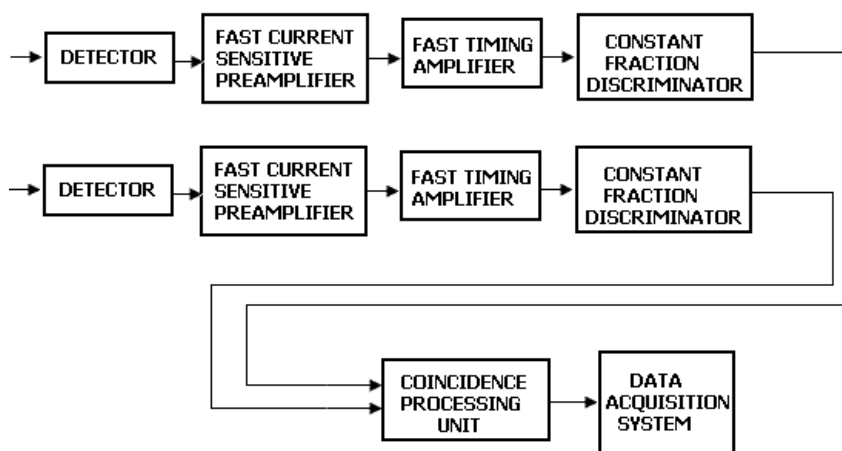 DETECTOR
FAST CURRENT
SENSITIVE
PREAMPLIFIER
FAST TIMING
AMPLIFIER
CONSTANT
FRACTION
DISCRIMINATOR
DETECTOR
FAST CURRENT
SENSITIVE
PREAMPLIFIER
FAST TIMING
AMPLIFIER
CONSTANT
FRACTION
DISCRIMINATOR
COINCIDENCE
PROCESSING
UNIT
DATA
ACQUISITION
SYSTEM